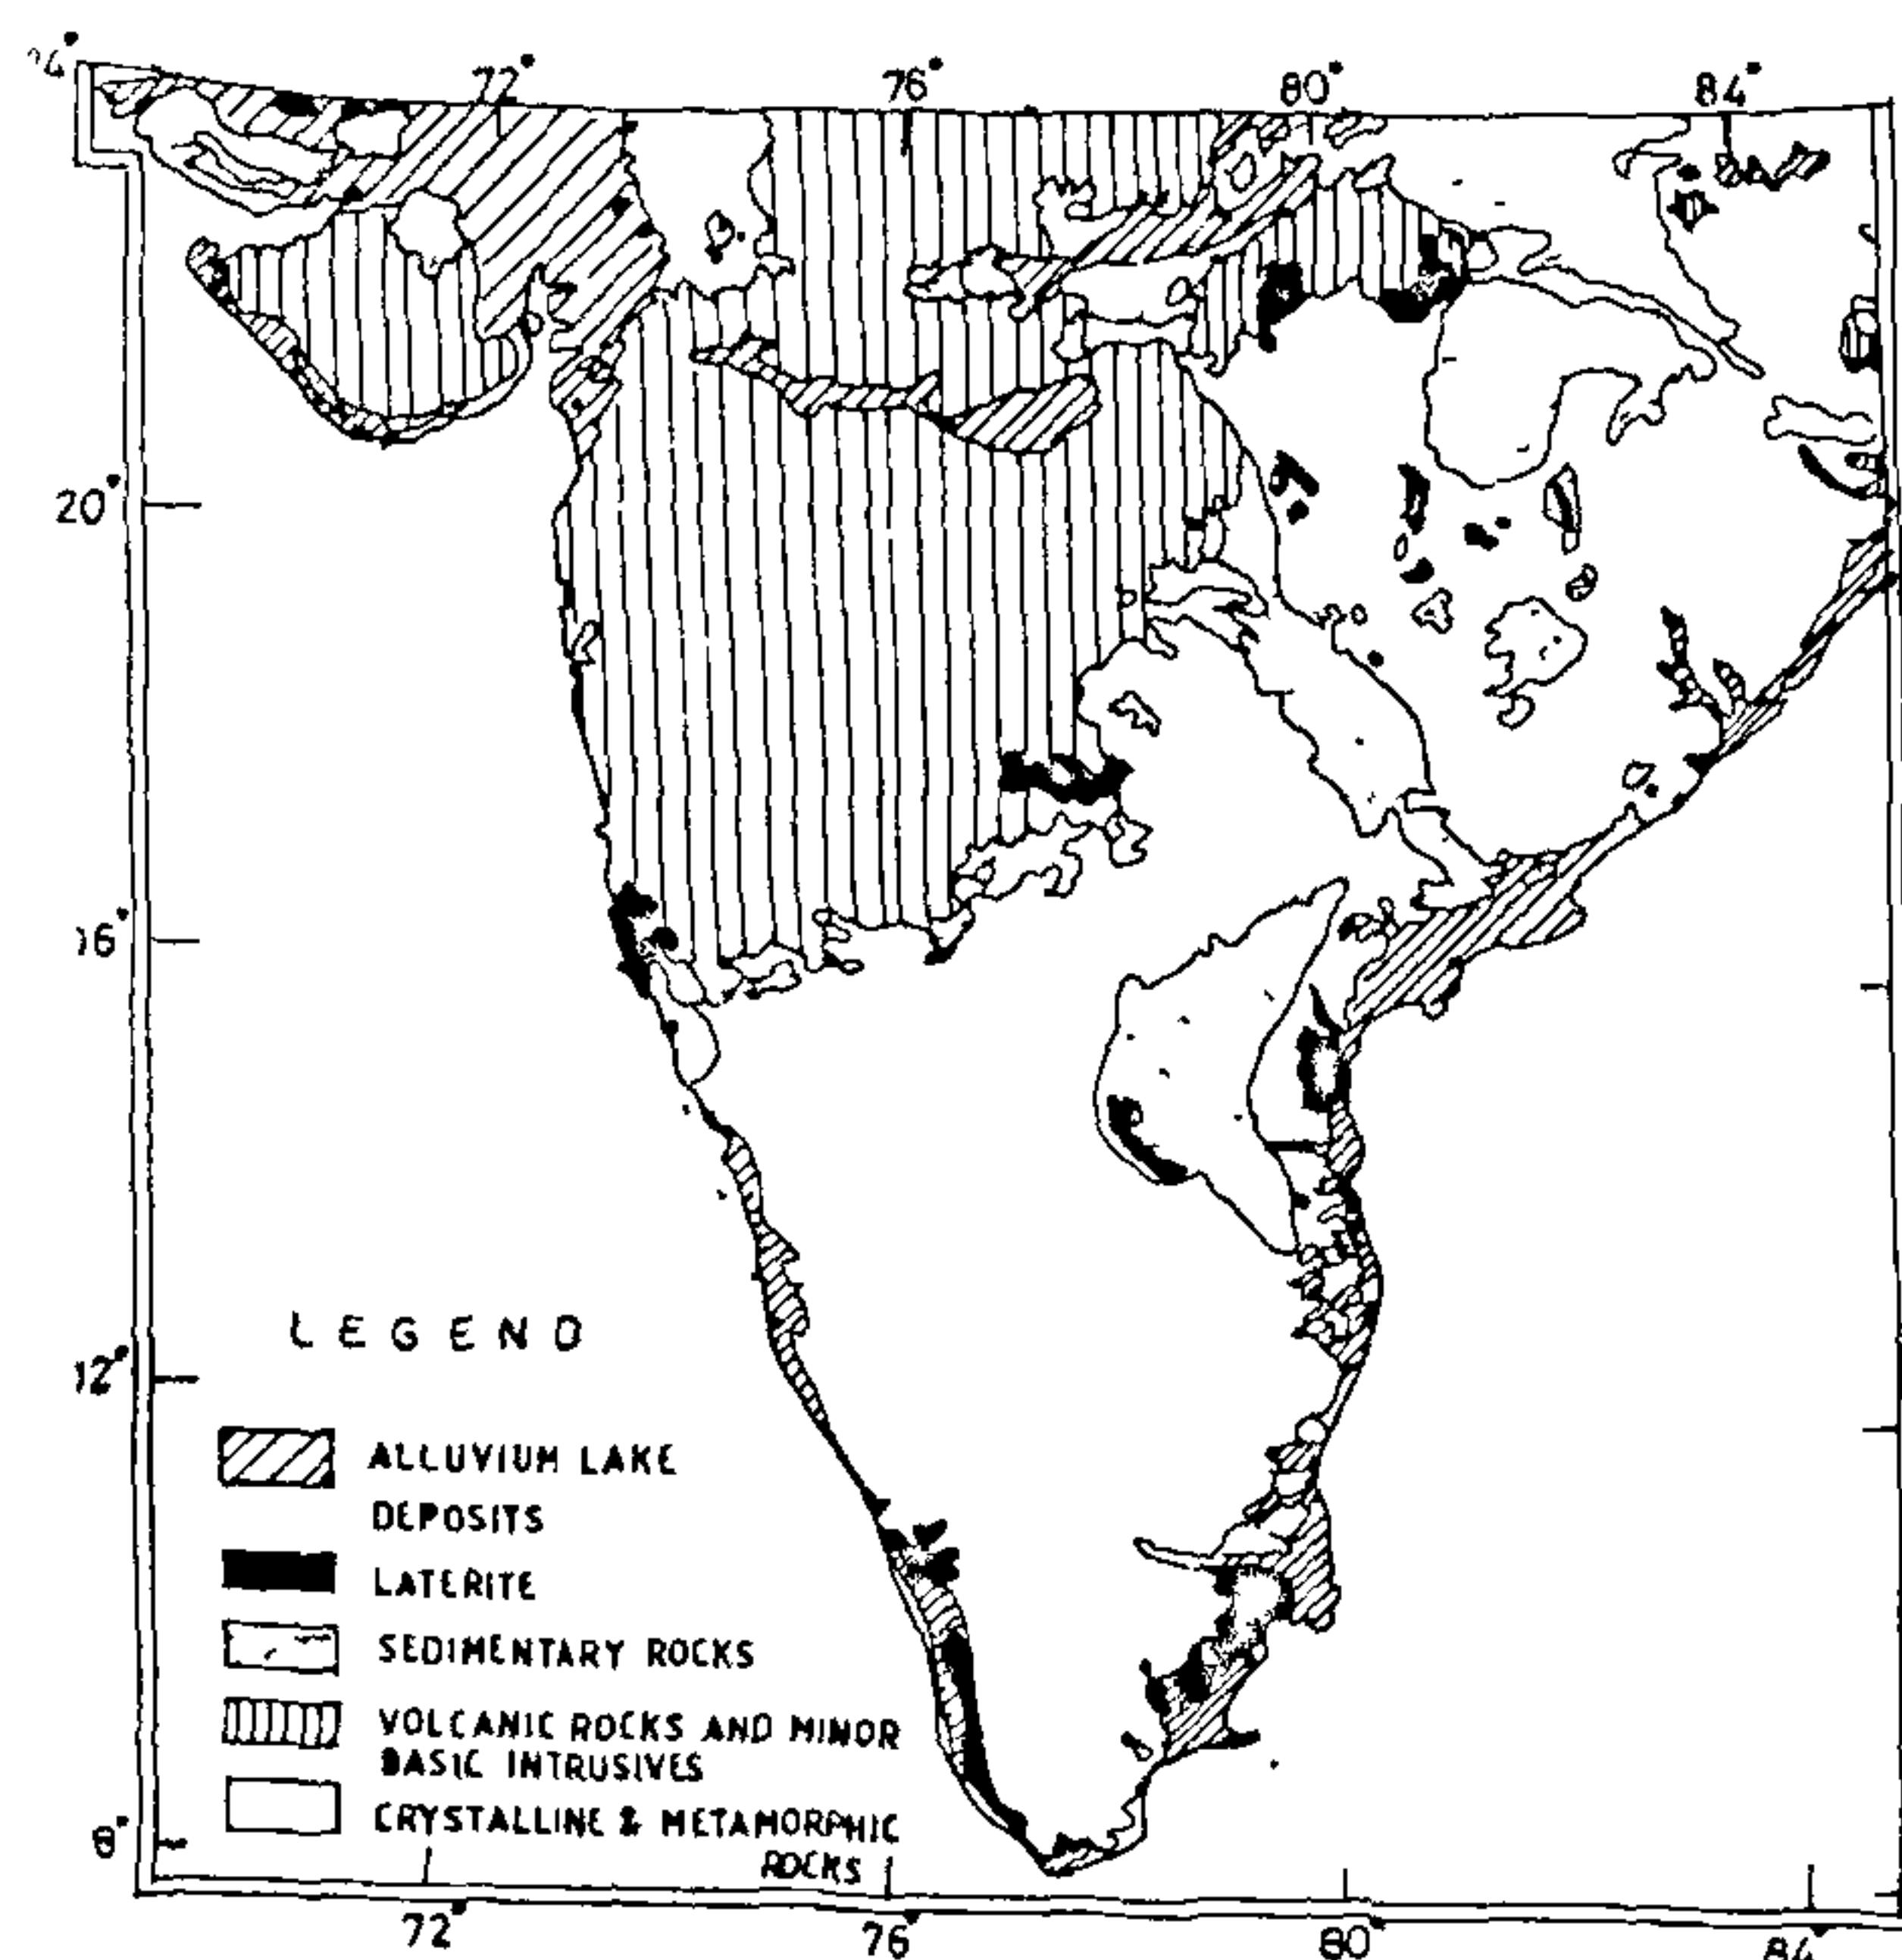 72°
76°
80°
84°
20°
16°
12°
8°
LEGEND
ALLUVIUM LAKE
DEPOSITS
LATERITE
SEDIMENTARY ROCKS
VOLCANIC ROCKS AND MINOR
BASIC INTRUSIVES
CRYSTALLINE & METAMORPHIC
ROCKS
72°
76°
80°
84°